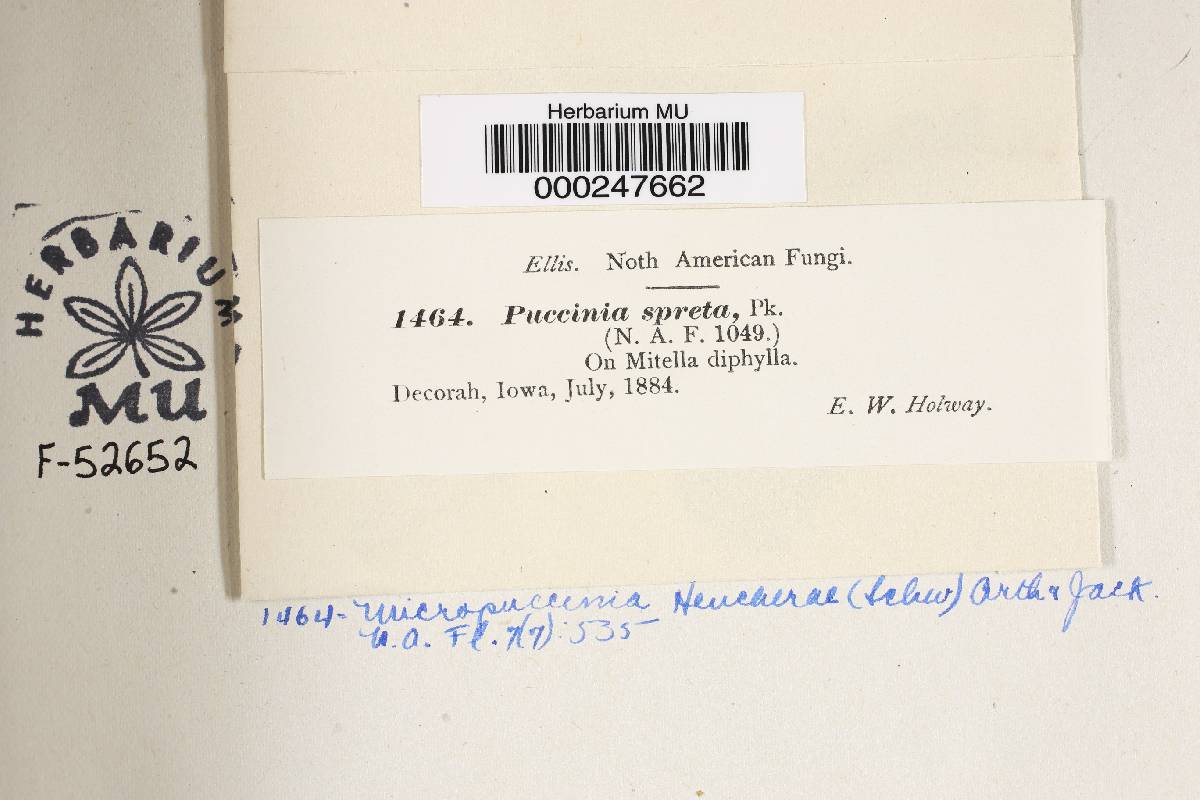 Herbarium MU
000247662
HERBARIUM
MU
F-52652
Ellis. Noth American Fungi.
1464. Puccinia spreta, Pk.
(N. A. F. 1049.)
On Mitella diphylla.
Decorah, Iowa, July, 1884.
E. W. Holway.
1464- Micropuccinia Heucherae (Schw) Arth & Jack.
N.A. Fl. 7(7):535